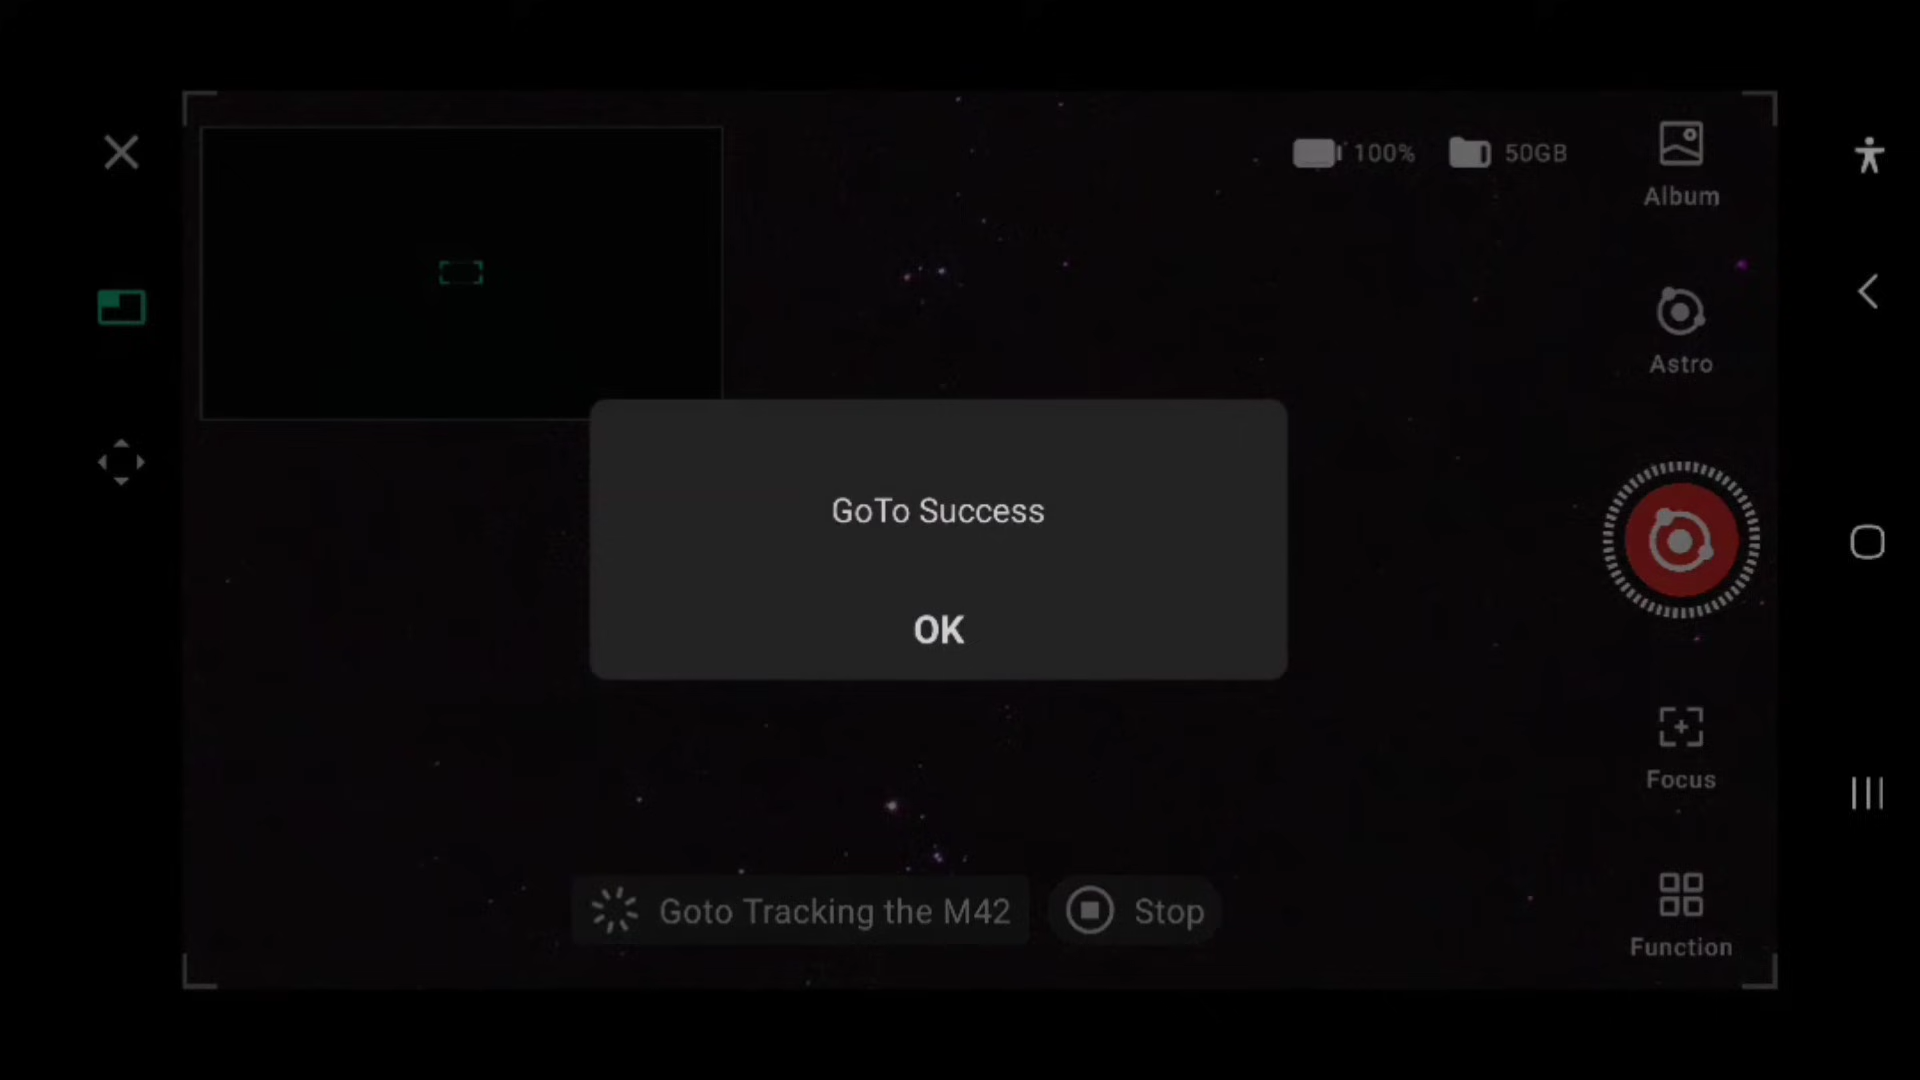 100%
50GB
Album
Astro
GoTo Success
OK
Focus
Goto Tracking the M42
Stop
Function